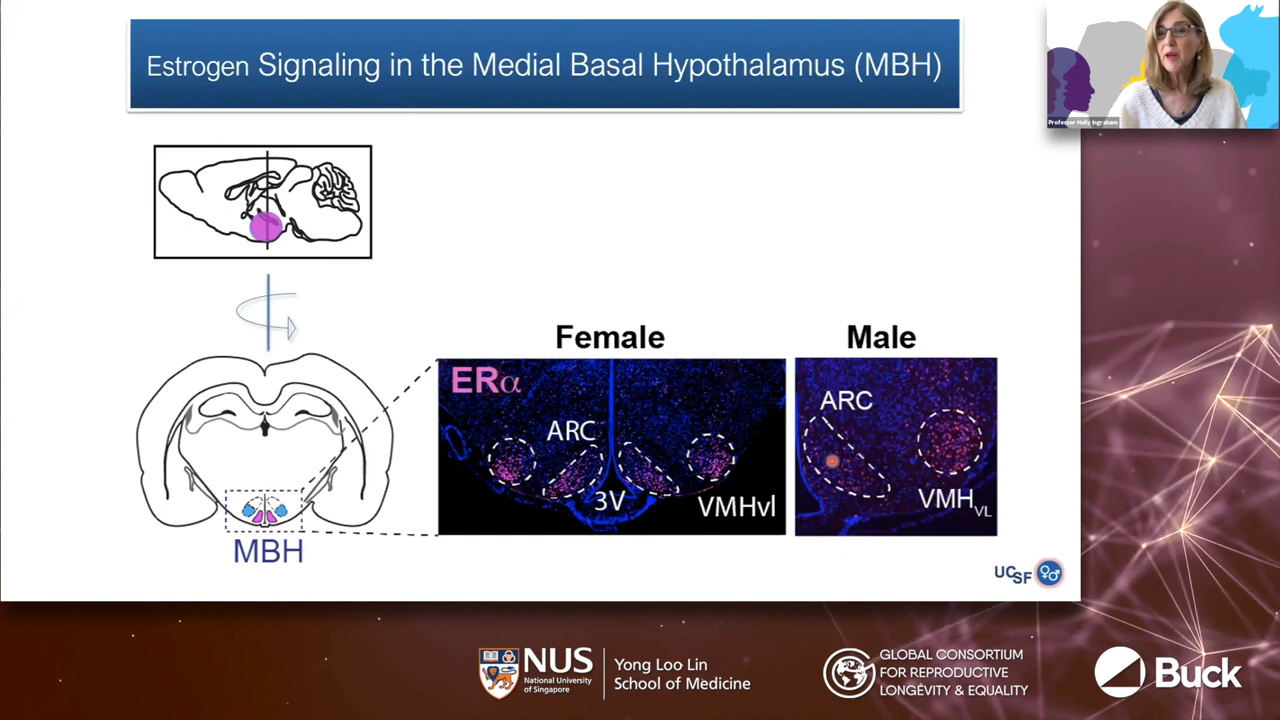 Estrogen Signaling in the Medial Basal Hypothalamus (MBH)
Professor Holly Ingraham
Female
Male
ERα
ARC
3V
VMHvl
ARC
VMHVL
MBH
UCSF
NUS
National University
of Singapore
Yong Loo Lin
School of Medicine
GLOBAL CONSORTIUM
FOR REPRODUCTIVE
LONGEVITY & EQUALITY
Buck